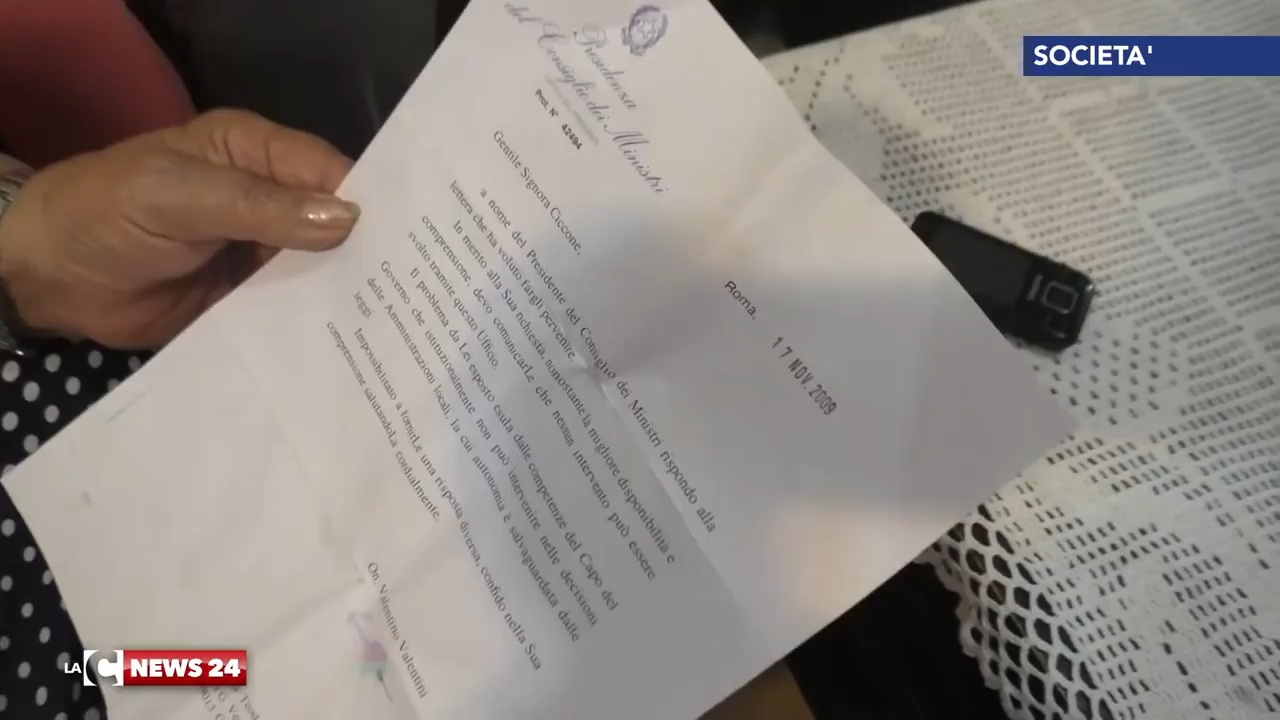 SOCIETA'
Presidenza
del Consiglio dei Ministri
Prot. N° 42494
Roma, 17 NOV. 2009
Gentile Signora Ciccone,
a nome del Presidente del Consiglio dei Ministri rispondo alla
lettera che ha voluto fargli pervenire
In merito alla Sua richiesta, nonostante la migliore disponibilità e
comprensione, devo comunicarLe che nessun intervento può essere
svolto tramite questo Ufficio.
Il problema da Lei esposto esula dalle competenze del Capo del
Governo che istituzionalmente non può intervenire nelle decisioni
delle Amministrazioni locali, la cui autonomia è salvaguardata dalle
leggi.
Impossibilitato a fornirLe una risposta diversa, confido nella Sua
comprensione salutandoLa cordialmente.
On. Valentino Valentini
LA C NEWS 24